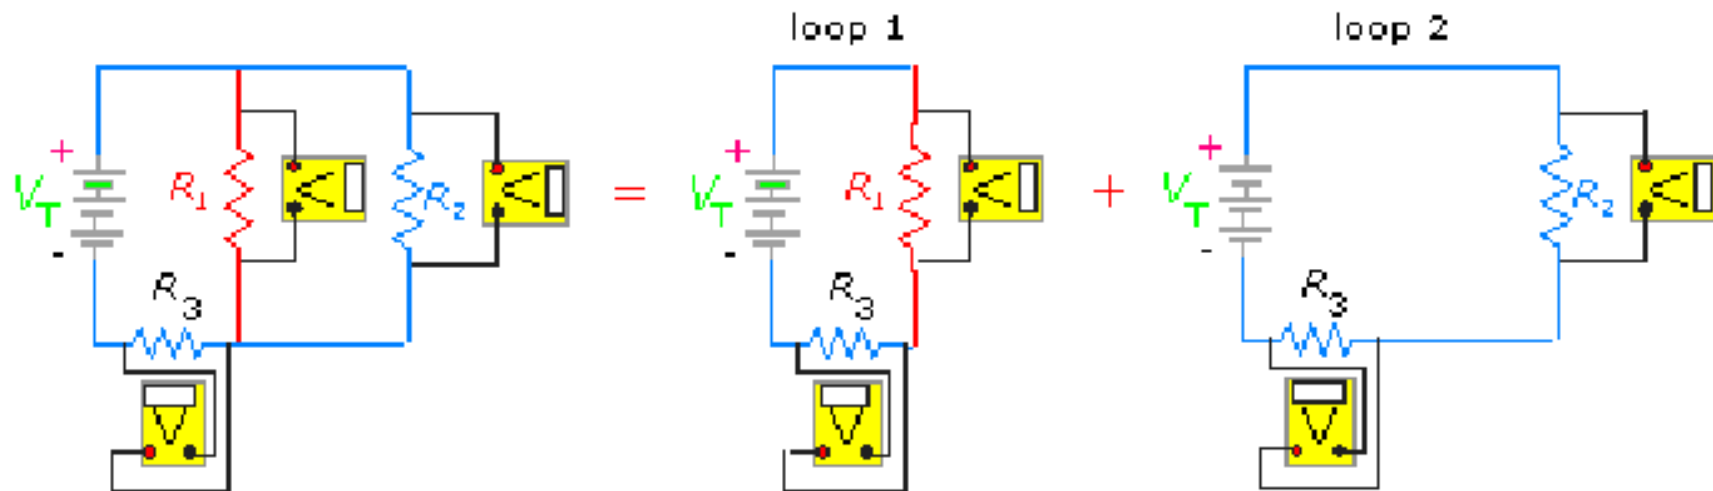 loop 1
loop 2
+
V_T
-
R_1
R_2
R_3
V
V
V
=
+
V_T
-
R_1
R_3
V
V
+
+
V_T
-
R_2
R_3
V
V